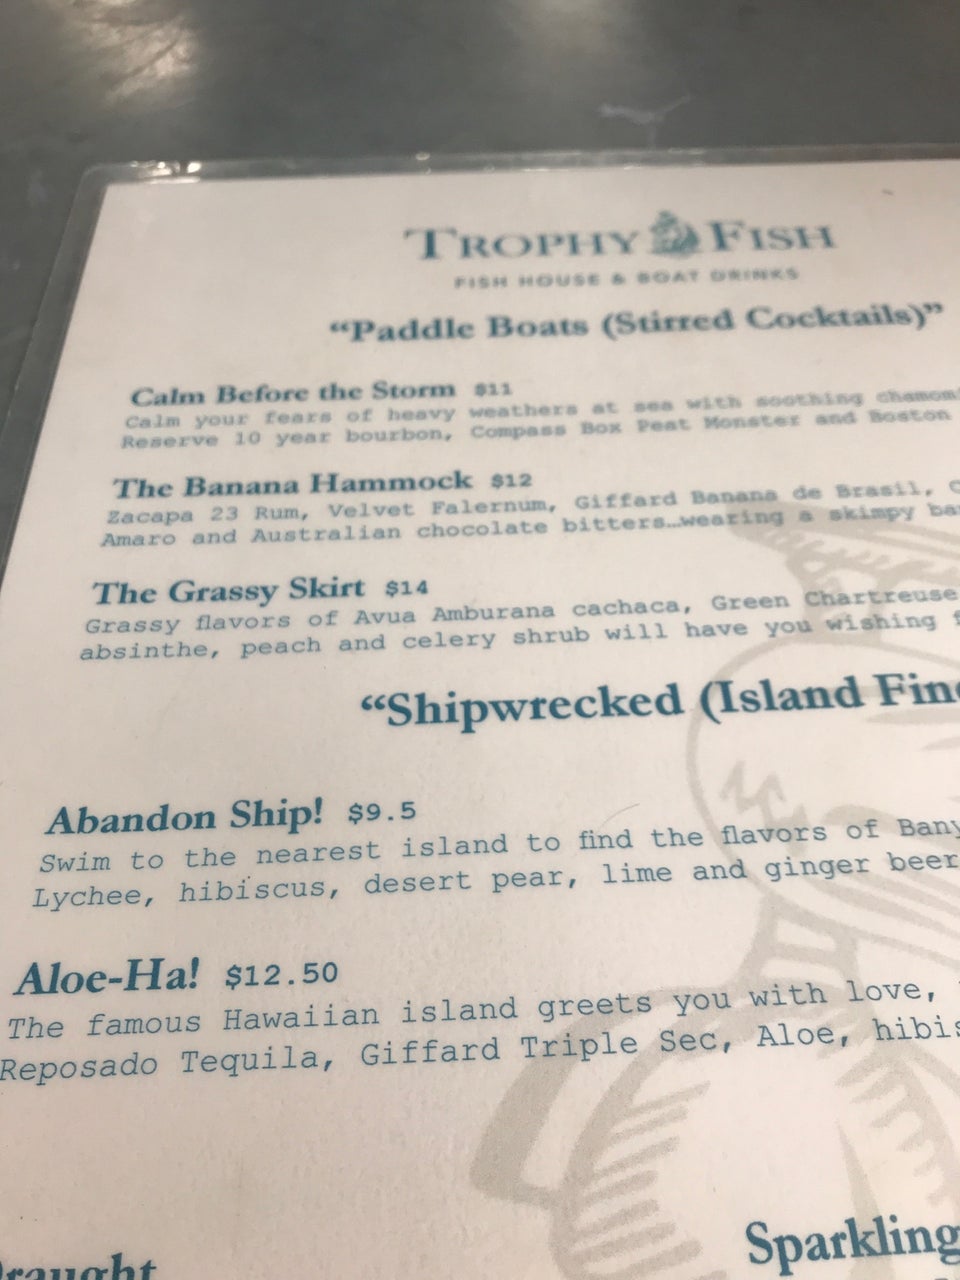 TROPHY FISH
FISH HOUSE & BOAT DRINKS
“Paddle Boats (Stirred Cocktails)”
Calm Before the Storm $11
Calm your fears of heavy weathers at sea with soothing
Reserve 10 year bourbon, Compass Box Peat Monster and Boston
The Banana Hammock $12
Zacapa 23 Rum, Velvet Falernum, Giffard Banana de Brasil,
Amaro and Australian chocolate bitters…wearing a skimpy
The Grassy Skirt $14
Grassy flavors of Avua Amburana cachaca, Green Chartreuse
absinthe, peach and celery shrub will have you wishing
“Shipwrecked (Island
Abandon Ship! $9.5
Swim to the nearest island to find the flavors of
Lychee, hibiscus, desert pear, lime and ginger beer
Aloe-Ha! $12.50
The famous Hawaiian island greets you with love,
Reposado Tequila, Giffard Triple Sec, Aloe,
Sparkling